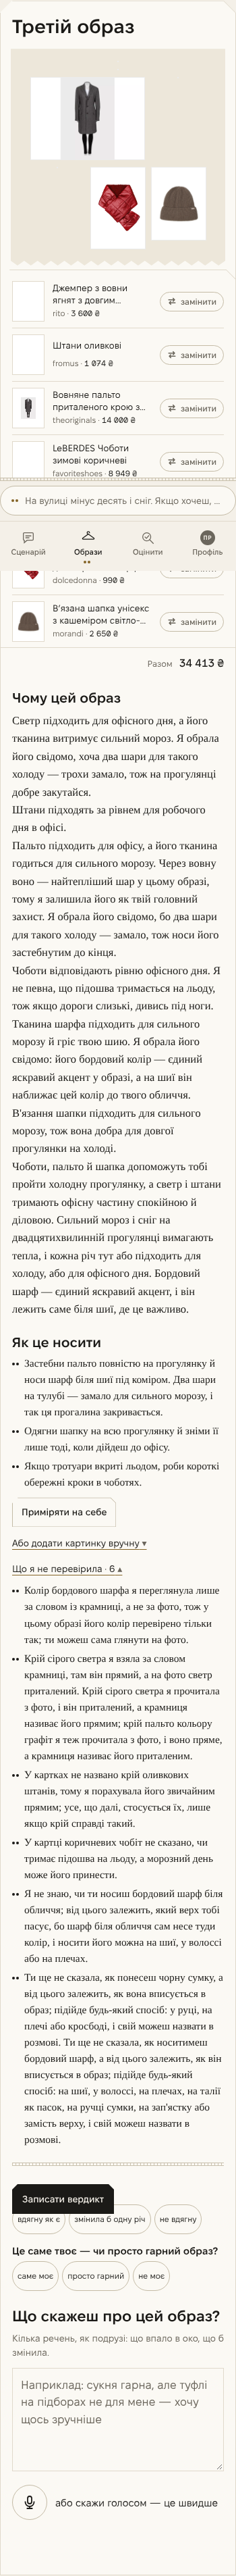 Третій образ
Джемпер з вовни
ягнят з довгим...
rito · 3 600 ₴
замінити
Штани оливкові
fromus · 1 074 ₴
замінити
Вовняне пальто
приталеного крою з...
theoriginals · 14 000 ₴
замінити
LeBERDES Чоботи
зимові коричневі
favoriteshoes · 8 949 ₴
замінити
На вулиці мінус десять і сніг. Якщо хочеш, ...
Сценарій
Образи
Оцінити
ПР
Профіль
dolcedonna · 990 ₴
замінити
В'язана шапка унісекс
з кашеміром світло-...
morandi · 2 650 ₴
замінити
Разом 34 413 ₴
Чому цей образ
Светр підходить для офісного дня, а його
тканина витримує сильний мороз. Я обрала
його свідомо, хоча два шари для такого
холоду — трохи замало, тож на прогулянці
добре закутайся.
Штани підходять за рівнем для робочого
дня в офісі.
Пальто підходить для офісу, а його тканина
годиться для сильного морозу. Через вовну
воно — найтепліший шар у цьому образі,
тому я залишила його як твій головний
захист. Я обрала його свідомо, бо два шари
для такого холоду — замало, тож носи його
застебнутим до кінця.
Чоботи відповідають рівню офісного дня. Я
не певна, що підошва тримається на льоду,
тож якщо дороги слизькі, дивись під ноги.
Тканина шарфа підходить для сильного
морозу й гріє твою шию. Я обрала його
свідомо: його бордовий колір — єдиний
яскравий акцент у образі, а на шиї він
наближає цей колір до твого обличчя.
В'язання шапки підходить для сильного
морозу, тож вона добра для довгої
прогулянки на холоді.
Чоботи, пальто й шапка допоможуть тобі
пройти холодну прогулянку, а светр і штани
тримають офісну частину спокійною й
діловою. Сильний мороз і сніг на
двадцятихвилинній прогулянці вимагають
тепла, і кожна річ тут або підходить для
холоду, або для офісного дня. Бордовий
шарф — єдиний яскравий акцент, і він
лежить саме біля шиї, де це важливо.
Як це носити
•• Застебни пальто повністю на прогулянку й
носи шарф біля шиї під коміром. Два шари
на тулубі — замало для сильного морозу, і
так ця прогалина закривається.
•• Одягни шапку на всю прогулянку й зніми її
лише тоді, коли дійдеш до офісу.
•• Якщо тротуари вкриті льодом, роби короткі
обережні кроки в чоботях.
Приміряти на себе
Або додати картинку вручну ▾
Що я не перевірила · 6 ▴
•• Колір бордового шарфа я переглянула лише
за словом із крамниці, а не за фото, тож у
цьому образі його колір перевірено тільки
так; ти можеш сама глянути на фото.
•• Крій сірого светра я взяла за словом
крамниці, там він прямий, а на фото светр
приталений. Крій сірого светра я прочитала
з фото, і він приталений, а крамниця
називає його прямим; крій пальто кольору
графіт я теж прочитала з фото, і воно пряме,
а крамниця називає його приталеним.
•• У картках не названо крій оливкових
штанів, тому я порахувала його звичайним
прямим; усе, що далі, стосується їх, лише
якщо крій справді такий.
•• У картці коричневих чобіт не сказано, чи
тримає підошва на льоду, а морозний день
може його принести.
•• Я не знаю, чи ти носиш бордовий шарф біля
обличчя; від цього залежить, який верх тобі
пасує, бо шарф біля обличчя сам несе туди
колір, і носити його можна на шиї, у волоссі
або на плечах.
•• Ти ще не сказала, як понесеш чорну сумку, а
від цього залежить, як вона вписується в
образ; підійде будь-який спосіб: у руці, на
плечі або кросбоді, і свій можеш назвати в
розмові. Ти ще не сказала, як носитимеш
бордовий шарф, а від цього залежить, як він
вписується в образ; підійде будь-який
спосіб: на шиї, у волоссі, на плечах, на талії
як пасок, на ручці сумки, на зап'ястку або
замість верху, і свій можеш назвати в
розмові.
Записати вердикт
вдягну як є
змінила б одну річ
не вдягну
Це саме твоє — чи просто гарний образ?
саме моє
просто гарний
не моє
Що скажеш про цей образ?
Кілька речень, як подрузі: що впало в око, що б
змінила.
Наприклад: сукня гарна, але туфлі
на підборах не для мене — хочу
щось зручніше
або скажи голосом — це швидше